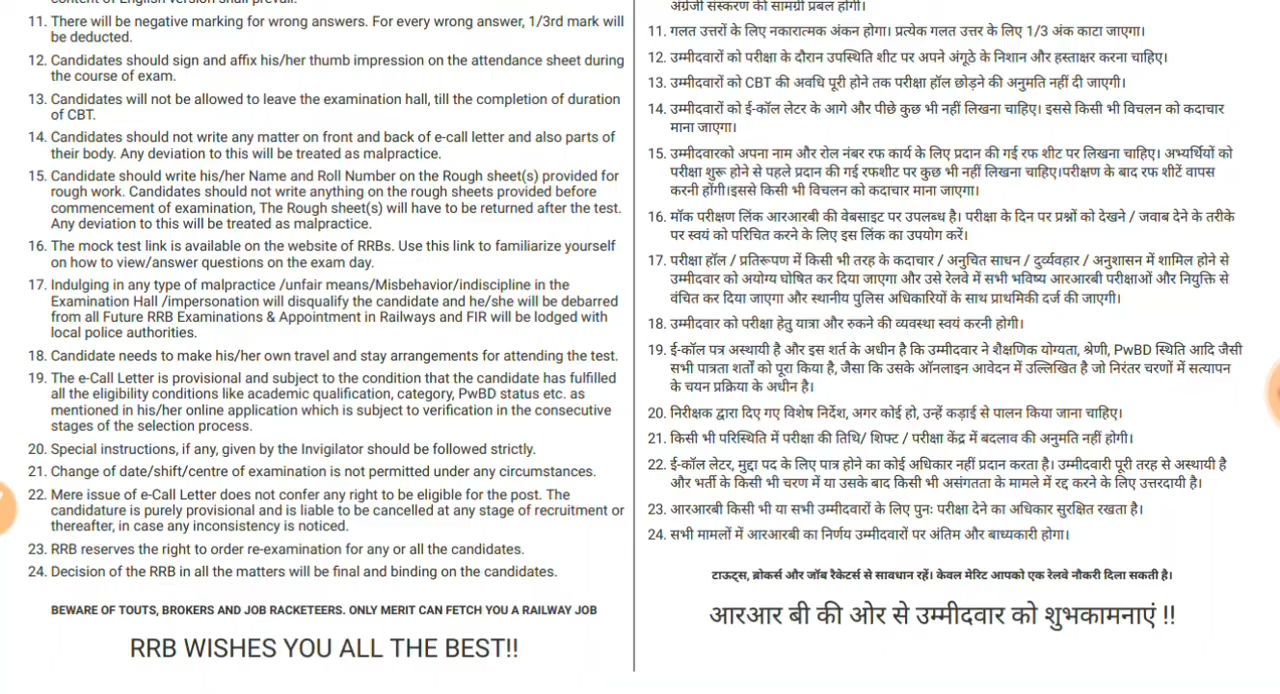 content of English version shall prevail.
11. There will be negative marking for wrong answers. For every wrong answer, 1/3rd mark will
be deducted.
12. Candidates should sign and affix his/her thumb impression on the attendance sheet during
the course of exam.
13. Candidates will not be allowed to leave the examination hall, till the completion of duration
of CBT.
14. Candidates should not write any matter on front and back of e-call letter and also parts of
their body. Any deviation to this will be treated as malpractice.
15. Candidate should write his/her Name and Roll Number on the Rough sheet(s) provided for
rough work. Candidates should not write anything on the rough sheets provided before
commencement of examination, The Rough sheet(s) will have to be returned after the test.
Any deviation to this will be treated as malpractice.
16. The mock test link is available on the website of RRBs. Use this link to familiarize yourself
on how to view/answer questions on the exam day.
17. Indulging in any type of malpractice /unfair means/Misbehavior/indiscipline in the
Examination Hall /impersonation will disqualify the candidate and he/she will be debarred
from all Future RRB Examinations & Appointment in Railways and FIR will be lodged with
local police authorities.
18. Candidate needs to make his/her own travel and stay arrangements for attending the test.
19. The e-Call Letter is provisional and subject to the condition that the candidate has fulfilled
all the eligibility conditions like academic qualification, category, PwBD status etc. as
mentioned in his/her online application which is subject to verification in the consecutive
stages of the selection process.
20. Special instructions, if any, given by the Invigilator should be followed strictly.
21. Change of date/shift/centre of examination is not permitted under any circumstances.
22. Mere issue of e-Call Letter does not confer any right to be eligible for the post. The
candidature is purely provisional and is liable to be cancelled at any stage of recruitment or
thereafter, in case any inconsistency is noticed.
23. RRB reserves the right to order re-examination for any or all the candidates.
24. Decision of the RRB in all the matters will be final and binding on the candidates.
BEWARE OF TOUTS, BROKERS AND JOB RACKETEERS. ONLY MERIT CAN FETCH YOU A RAILWAY JOB
RRB WISHES YOU ALL THE BEST!!
अंग्रेजी संस्करण की सामग्री प्रबल होगी।
11. गलत उत्तरों के लिए नकारात्मक अंकन होगा। प्रत्येक गलत उत्तर के लिए 1/3 अंक काटा जाएगा।
12. उम्मीदवारों को परीक्षा के दौरान उपस्थिति शीट पर अपने अंगूठे के निशान और हस्ताक्षर करना चाहिए।
13. उम्मीदवारों को CBT की अवधि पूरी होने तक परीक्षा हॉल छोड़ने की अनुमति नहीं दी जाएगी।
14. उम्मीदवारों को ई-कॉल लेटर के आगे और पीछे कुछ भी नहीं लिखना चाहिए। इससे किसी भी विचलन को कदाचार
माना जाएगा।
15. उम्मीदवारको अपना नाम और रोल नंबर रफ कार्य के लिए प्रदान की गई रफ शीट पर लिखना चाहिए। अभ्यर्थियों को
परीक्षा शुरू होने से पहले प्रदान की गई रफशीट पर कुछ भी नहीं लिखना चाहिए।परीक्षण के बाद रफ शीटें वापस
करनी होंगी।इससे किसी भी विचलन को कदाचार माना जाएगा।
16. मॉक परीक्षण लिंक आरआरबी की वेबसाइट पर उपलब्ध है। परीक्षा के दिन पर प्रश्नों को देखने / जवाब देने के तरीके
पर स्वयं को परिचित करने के लिए इस लिंक का उपयोग करें।
17. परीक्षा हॉल / प्रतिरूपण में किसी भी तरह के कदाचार / अनुचित साधन / दुर्व्यवहार / अनुशासन में शामिल होने से
उम्मीदवार को अयोग्य घोषित कर दिया जाएगा और उसे रेलवे में सभी भविष्य आरआरबी परीक्षाओं और नियुक्ति से
वंचित कर दिया जाएगा और स्थानीय पुलिस अधिकारियों के साथ प्राथमिकी दर्ज की जाएगी।
18. उम्मीदवार को परीक्षा हेतु यात्रा और रुकने की व्यवस्था स्वयं करनी होगी।
19. ई-कॉल पत्र अस्थायी है और इस शर्त के अधीन है कि उम्मीदवार ने शैक्षणिक योग्यता, श्रेणी, PwBD स्थिति आदि जैसी
सभी पात्रता शर्तों को पूरा किया है, जैसा कि उसके ऑनलाइन आवेदन में उल्लिखित है जो निरंतर चरणों में सत्यापन
के चयन प्रक्रिया के अधीन है।
20. निरीक्षक द्वारा दिए गए विशेष निर्देश, अगर कोई हो, उन्हें कड़ाई से पालन किया जाना चाहिए।
21. किसी भी परिस्थिति में परीक्षा की तिथि/ शिफ्ट / परीक्षा केंद्र में बदलाव की अनुमति नहीं होगी।
22. ई-कॉल लेटर, मुद्दा पद के लिए पात्र होने का कोई अधिकार नहीं प्रदान करता है। उम्मीदवारी पूरी तरह से अस्थायी है
और भर्ती के किसी भी चरण में या उसके बाद किसी भी असंगतता के मामले में रद्द करने के लिए उत्तरदायी है।
23. आरआरबी किसी भी या सभी उम्मीदवारों के लिए पुनः परीक्षा देने का अधिकार सुरक्षित रखता है।
24. सभी मामलों में आरआरबी का निर्णय उम्मीदवारों पर अंतिम और बाध्यकारी होगा।
टाऊट्स, ब्रोकर्स और जॉब रैकेटर्स से सावधान रहें। केवल मेरिट आपको एक रेलवे नौकरी दिला सकती है।
आरआर बी की ओर से उम्मीदवार को शुभकामनाएं !!